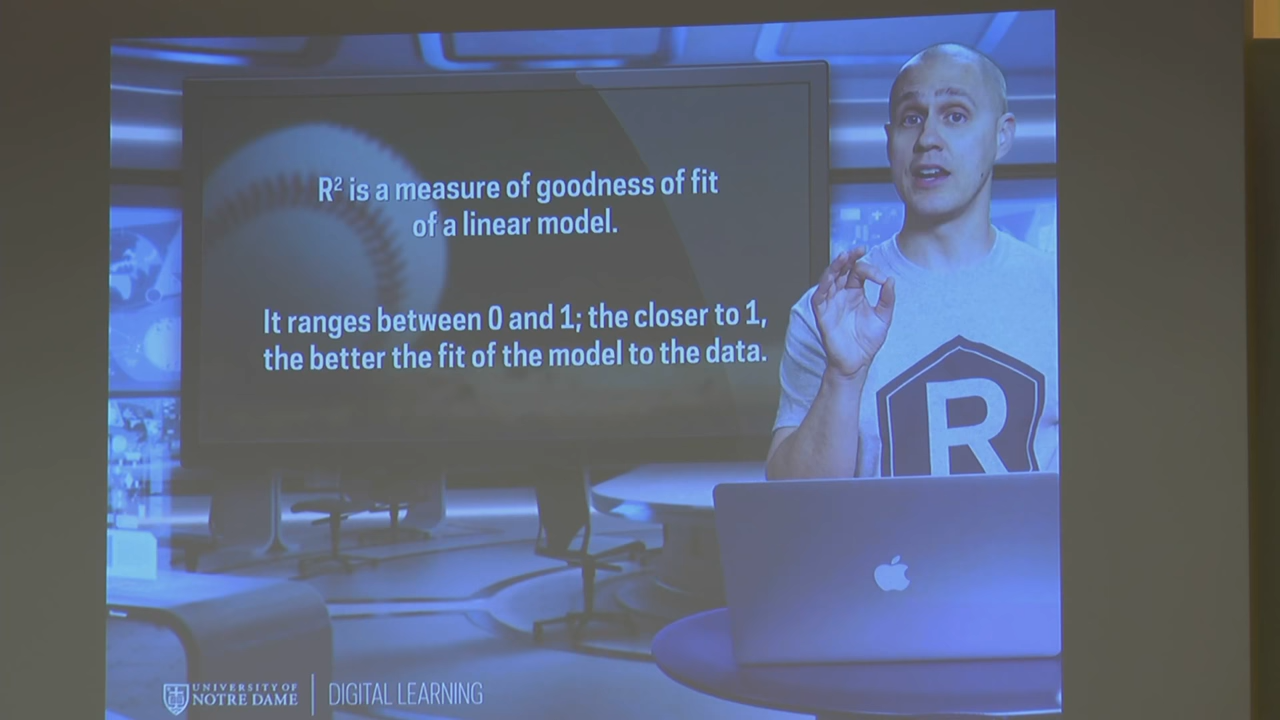 R² is a measure of goodness of fit
of a linear model.
It ranges between 0 and 1; the closer to 1,
the better the fit of the model to the data.
R
UNIVERSITY OF
NOTRE DAME
DIGITAL LEARNING